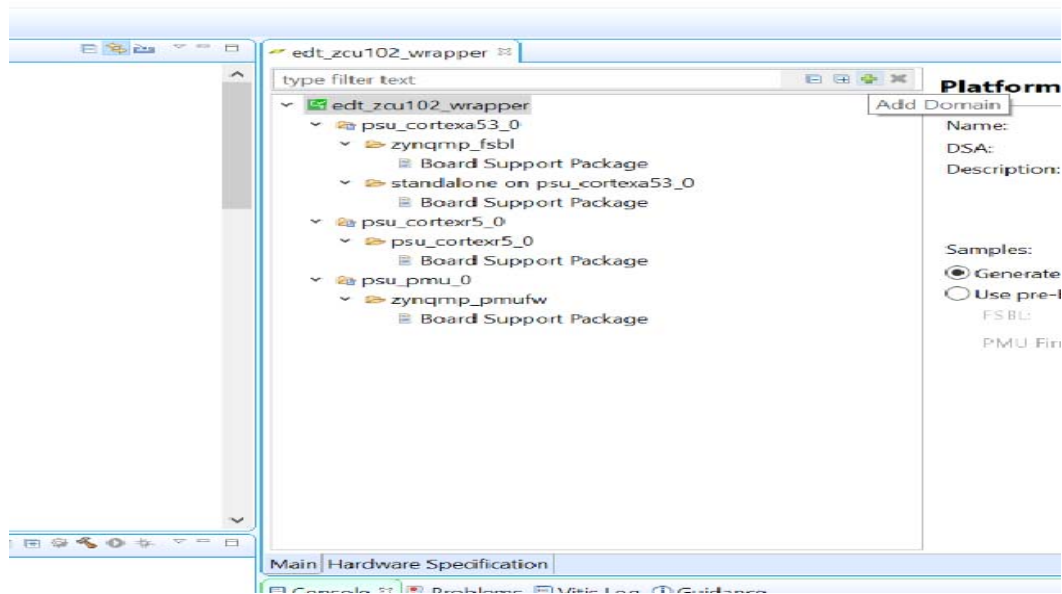 edt_zcu102_wrapper
type filter text
Platform
Add Domain
edt_zcu102_wrapper
psu_cortexa53_0
zynqmp_fsbl
Board Support Package
standalone on psu_cortexa53_0
Board Support Package
psu_cortexr5_0
psu_cortexr5_0
Board Support Package
psu_pmu_0
zynqmp_pmufw
Board Support Package
Name:
DSA:
Description:
Samples:
Generate
Use pre-
FSBL:
PMU Fir
Main Hardware Specification
Console Problems Vitis Log Guidance